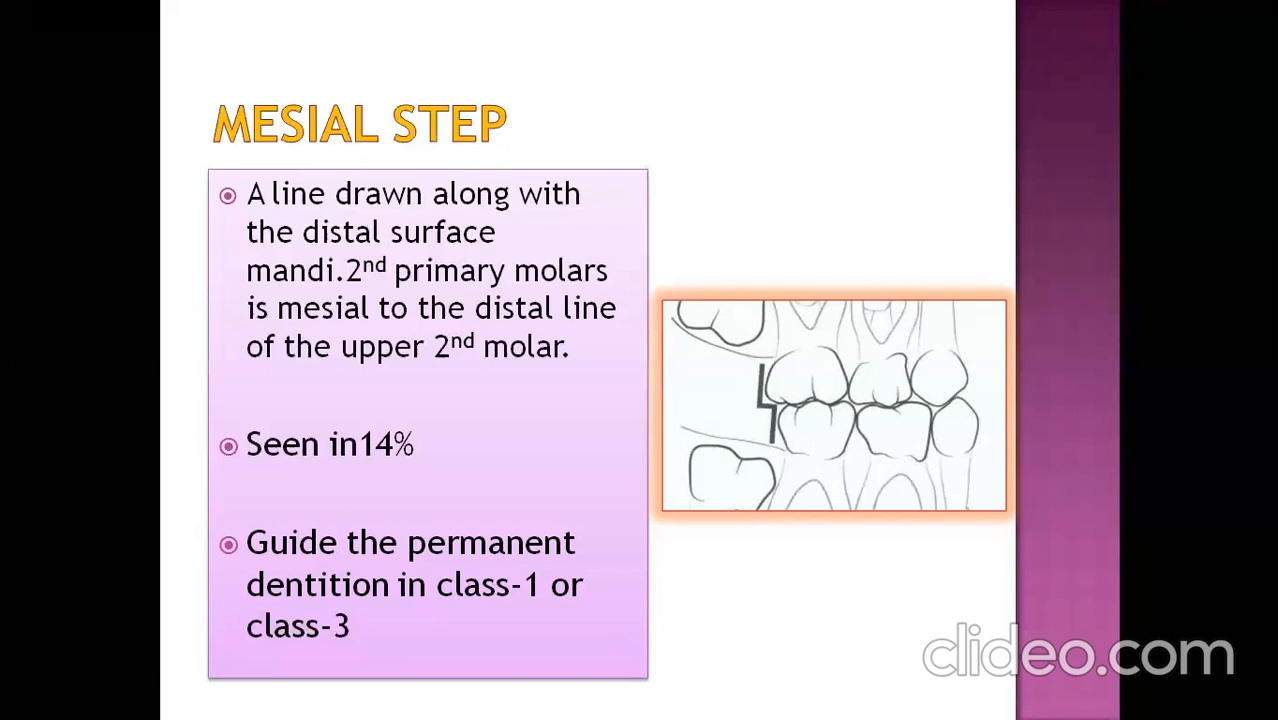 MESIAL STEP
A line drawn along with
the distal surface
mandi.2nd primary molars
is mesial to the distal line
of the upper 2nd molar.
Seen in14%
Guide the permanent
dentition in class-1 or
class-3
clideo.com